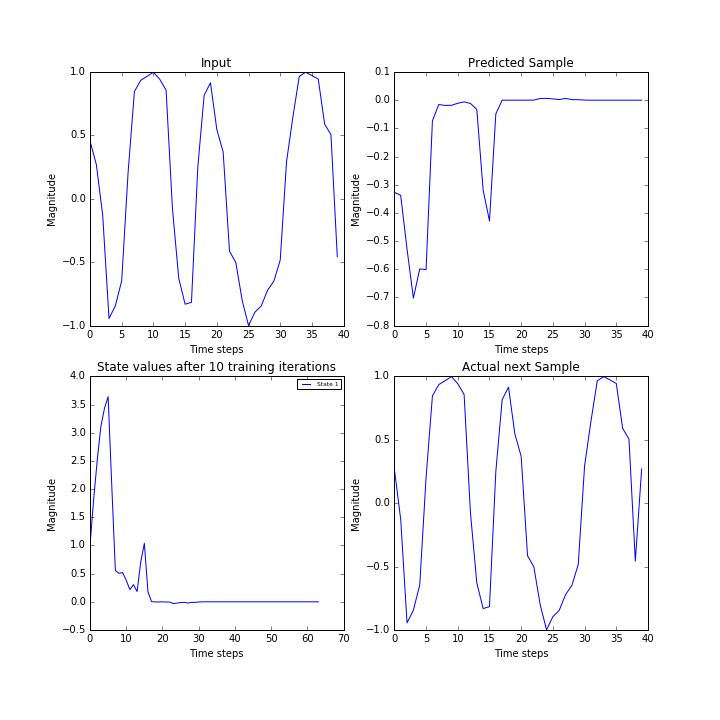 Input
Magnitude
1.0
0.5
0.0
−0.5
−1.0
0 5 10 15 20 25 30 35 40
Time steps
Predicted Sample
Magnitude
0.1
0.0
−0.1
−0.2
−0.3
−0.4
−0.5
−0.6
−0.7
−0.8
0 5 10 15 20 25 30 35 40
Time steps
State values after 10 training iterations
State 1
Magnitude
4.0
3.5
3.0
2.5
2.0
1.5
1.0
0.5
0.0
−0.5
0 10 20 30 40 50 60 70
Time steps
Actual next Sample
Magnitude
1.0
0.5
0.0
−0.5
−1.0
0 5 10 15 20 25 30 35 40
Time steps